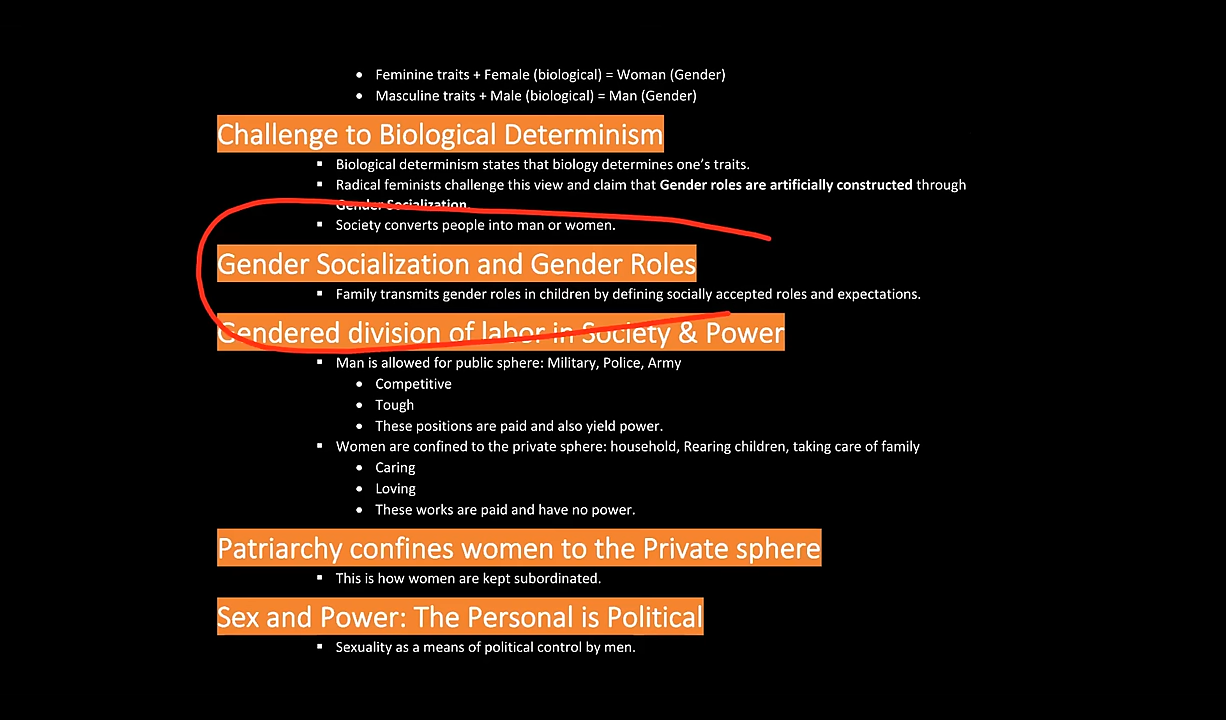 • Feminine traits + Female (biological) = Woman (Gender)
• Masculine traits + Male (biological) = Man (Gender)
Challenge to Biological Determinism
▪ Biological determinism states that biology determines one's traits.
▪ Radical feminists challenge this view and claim that Gender roles are artificially constructed through
Gender Socialization.
▪ Society converts people into man or women.
Gender Socialization and Gender Roles
▪ Family transmits gender roles in children by defining socially accepted roles and expectations.
Gendered division of labor in Society & Power
▪ Man is allowed for public sphere: Military, Police, Army
• Competitive
• Tough
• These positions are paid and also yield power.
▪ Women are confined to the private sphere: household, Rearing children, taking care of family
• Caring
• Loving
• These works are paid and have no power.
Patriarchy confines women to the Private sphere
▪ This is how women are kept subordinated.
Sex and Power: The Personal is Political
▪ Sexuality as a means of political control by men.